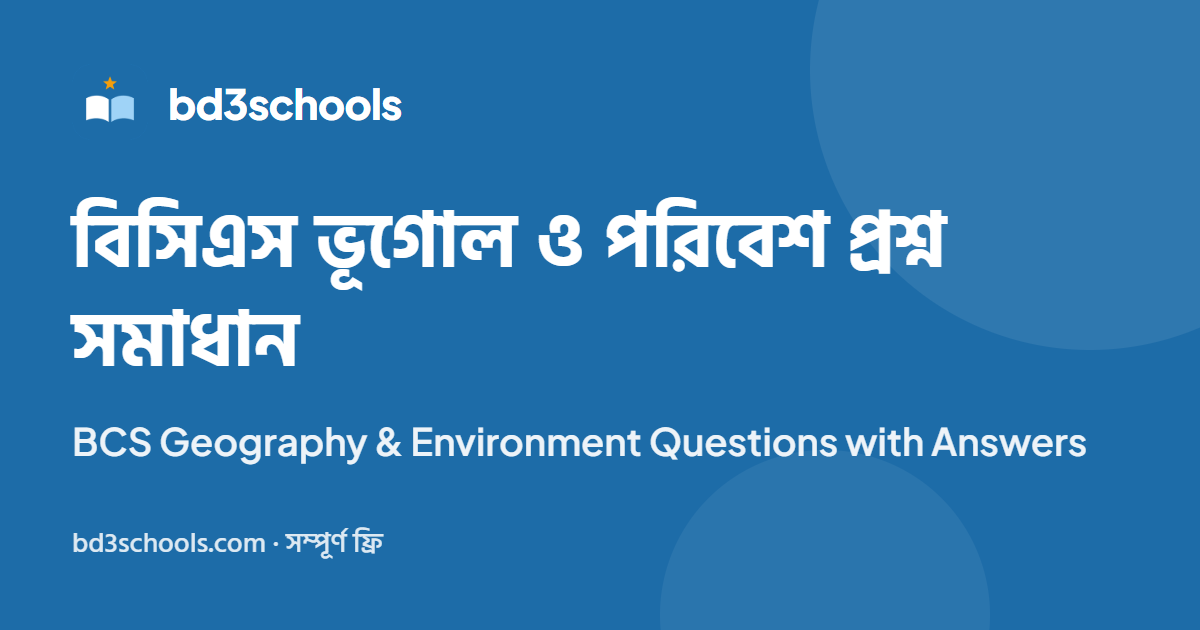 bd3schools
বিসিএস ভূগোল ও পরিবেশ প্রশ্ন
সমাধান
BCS Geography & Environment Questions with Answers
bd3schools.com · সম্পূর্ণ ফ্রি